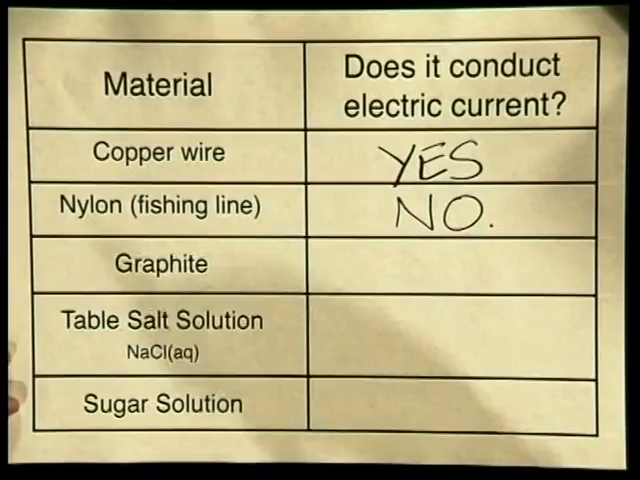 Material
Does it conduct
electric current?
Copper wire
YES
Nylon (fishing line)
NO.
Graphite
Table Salt Solution
NaCl(aq)
Sugar Solution